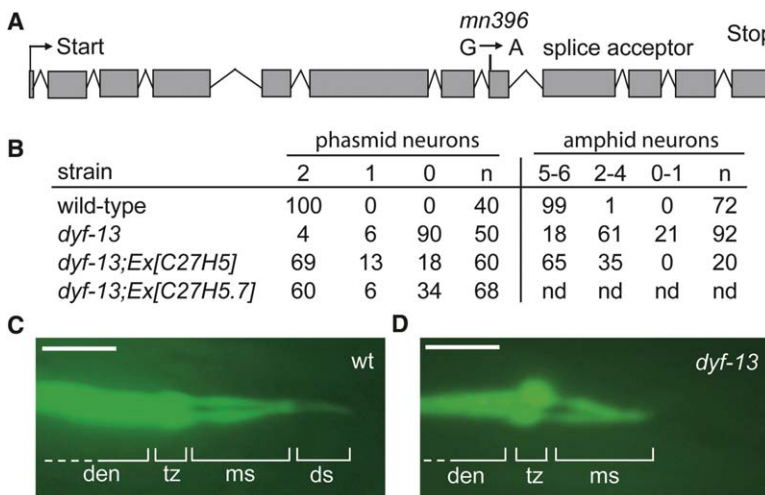 A
Start
mn396
G → A
splice acceptor
Stop
B
phasmid neurons amphid neurons
strain 2 1 0 n 5-6 2-4 0-1 n
wild-type 100 0 0 40 99 1 0 72
dyf-13 4 6 90 50 18 61 21 92
dyf-13;Ex[C27H5] 69 13 18 60 65 35 0 20
dyf-13;Ex[C27H5.7] 60 6 34 68 nd nd nd nd
C
wt
den tz ms ds
D
dyf-13
den tz ms